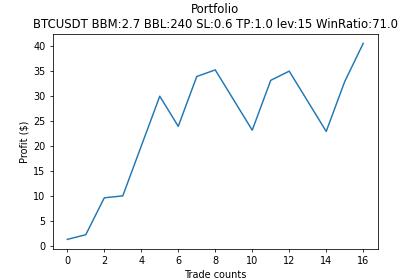 Portfolio
BTCUSDT BBM:2.7 BBL:240 SL:0.6 TP:1.0 lev:15 WinRatio:71.0
40
35
30
25
20
15
10
5
0
Profit ($)
0 2 4 6 8 10 12 14 16
Trade counts